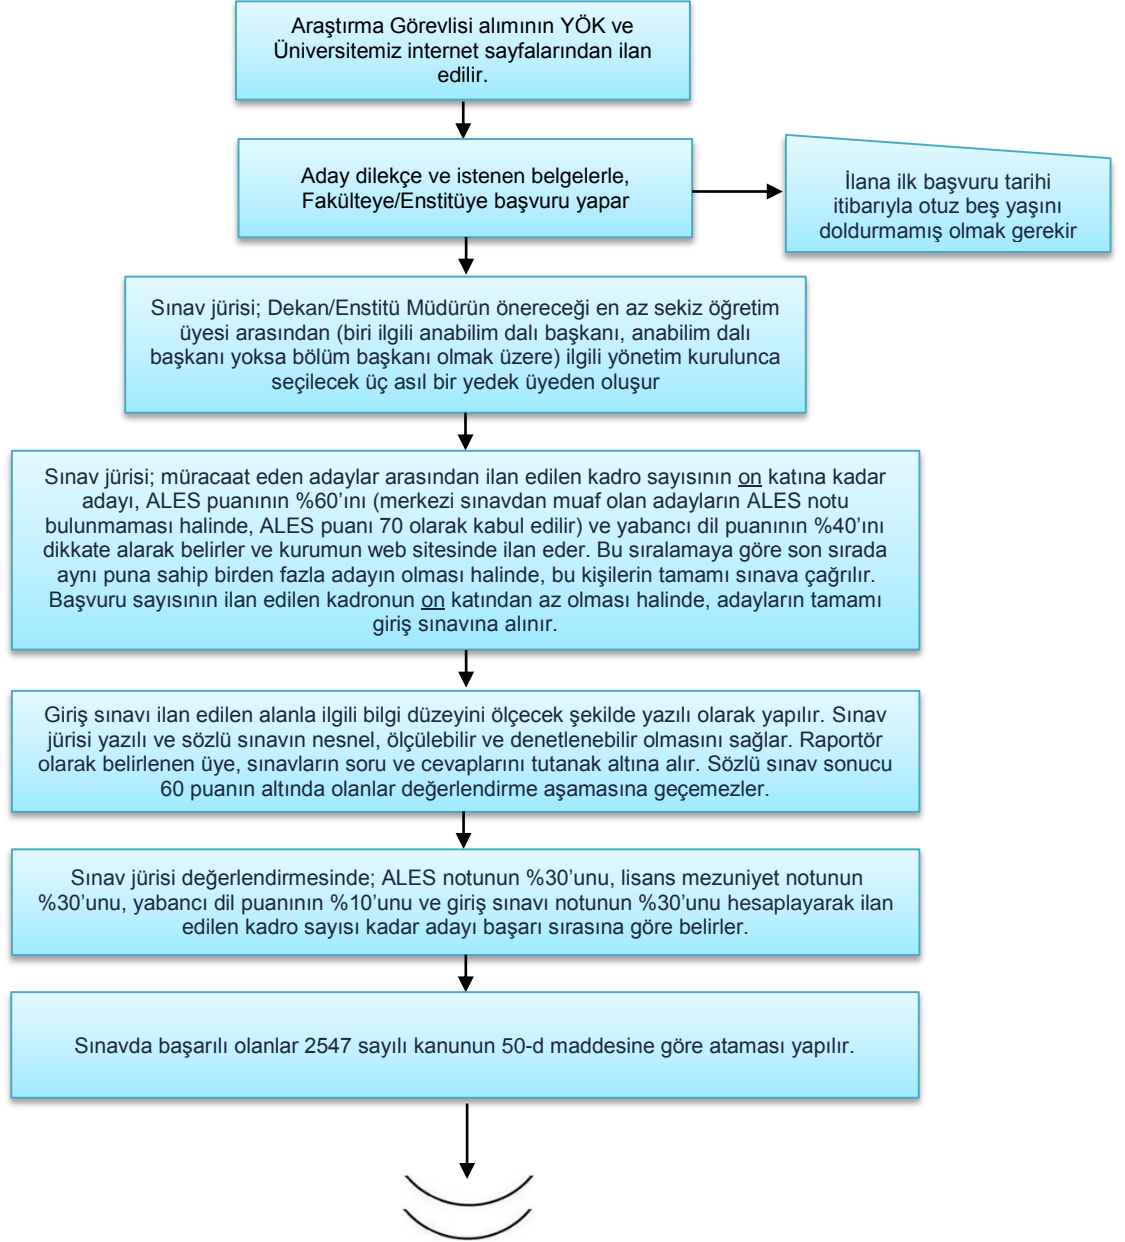 Araştırma Görevlisi alımının YÖK ve
Üniversitemiz internet sayfalarından ilan
edilir.
Aday dilekçe ve istenen belgelerle,
Fakülteye/Enstitüye başvuru yapar
İlana ilk başvuru tarihi
itibarıyla otuz beş yaşını
doldurmamış olmak gerekir
Sınav jürisi; Dekan/Enstitü Müdürün önereceği en az sekiz öğretim
üyesi arasından (biri ilgili anabilim dalı başkanı, anabilim dalı
başkanı yoksa bölüm başkanı olmak üzere) ilgili yönetim kurulunca
seçilecek üç asıl bir yedek üyeden oluşur
Sınav jürisi; müracaat eden adaylar arasından ilan edilen kadro sayısının on katına kadar
adayı, ALES puanının %60’ını (merkezi sınavdan muaf olan adayların ALES notu
bulunmaması halinde, ALES puanı 70 olarak kabul edilir) ve yabancı dil puanının %40’ını
dikkate alarak belirler ve kurumun web sitesinde ilan eder. Bu sıralamaya göre son sırada
aynı puna sahip birden fazla adayın olması halinde, bu kişilerin tamamı sınava çağrılır.
Başvuru sayısının ilan edilen kadronun on katından az olması halinde, adayların tamamı
giriş sınavına alınır.
Giriş sınavı ilan edilen alanla ilgili bilgi düzeyini ölçecek şekilde yazılı olarak yapılır. Sınav
jürisi yazılı ve sözlü sınavın nesnel, ölçülebilir ve denetlenebilir olmasını sağlar. Raportör
olarak belirlenen üye, sınavların soru ve cevaplarını tutanak altına alır. Sözlü sınav sonucu
60 puanın altında olanlar değerlendirme aşamasına geçemezler.
Sınav jürisi değerlendirmesinde; ALES notunun %30’unu, lisans mezuniyet notunun
%30’unu, yabancı dil puanının %10’unu ve giriş sınavı notunun %30’unu hesaplayarak ilan
edilen kadro sayısı kadar adayı başarı sırasına göre belirler.
Sınavda başarılı olanlar 2547 sayılı kanunun 50-d maddesine göre ataması yapılır.